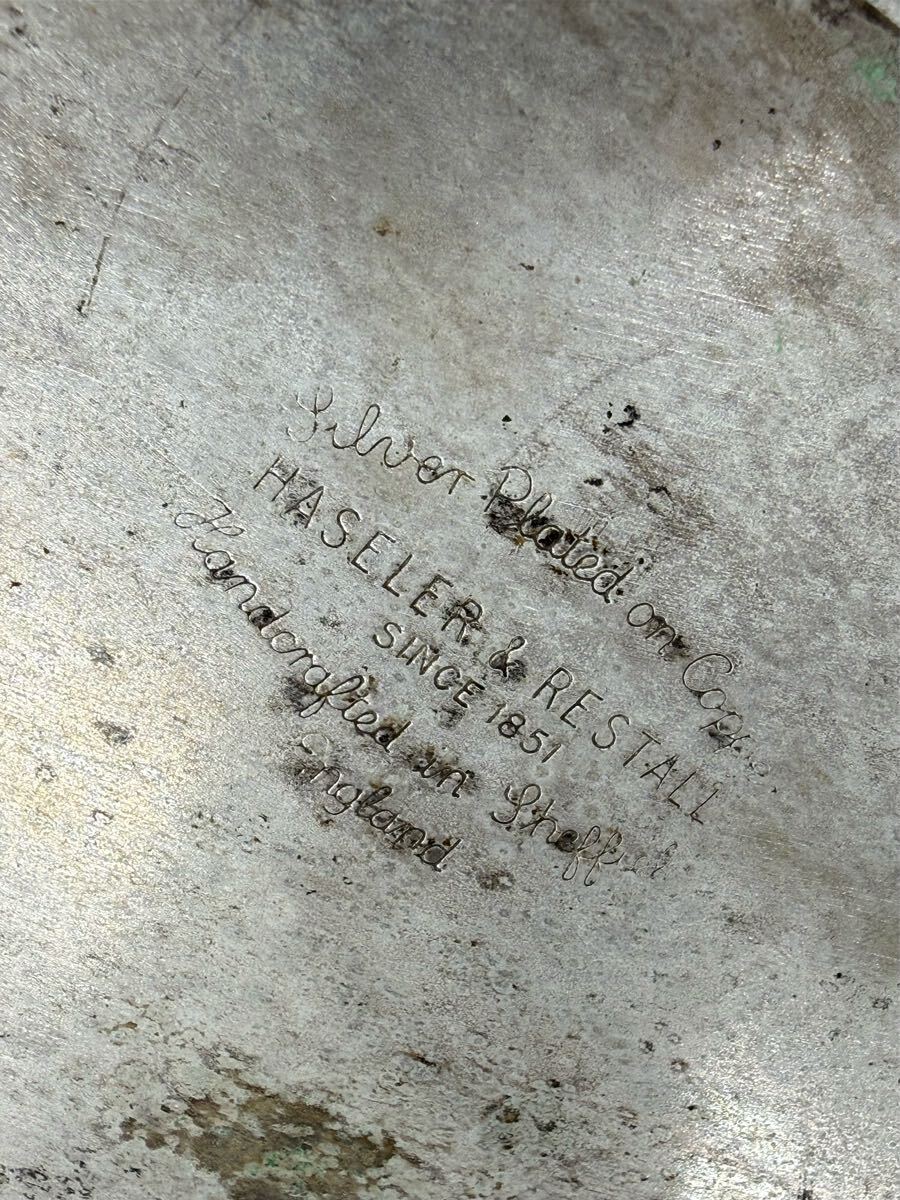 Silver Plated on Copper
HASELER & RESTALL
SINCE 1851
Handcrafted in Sheffield
England